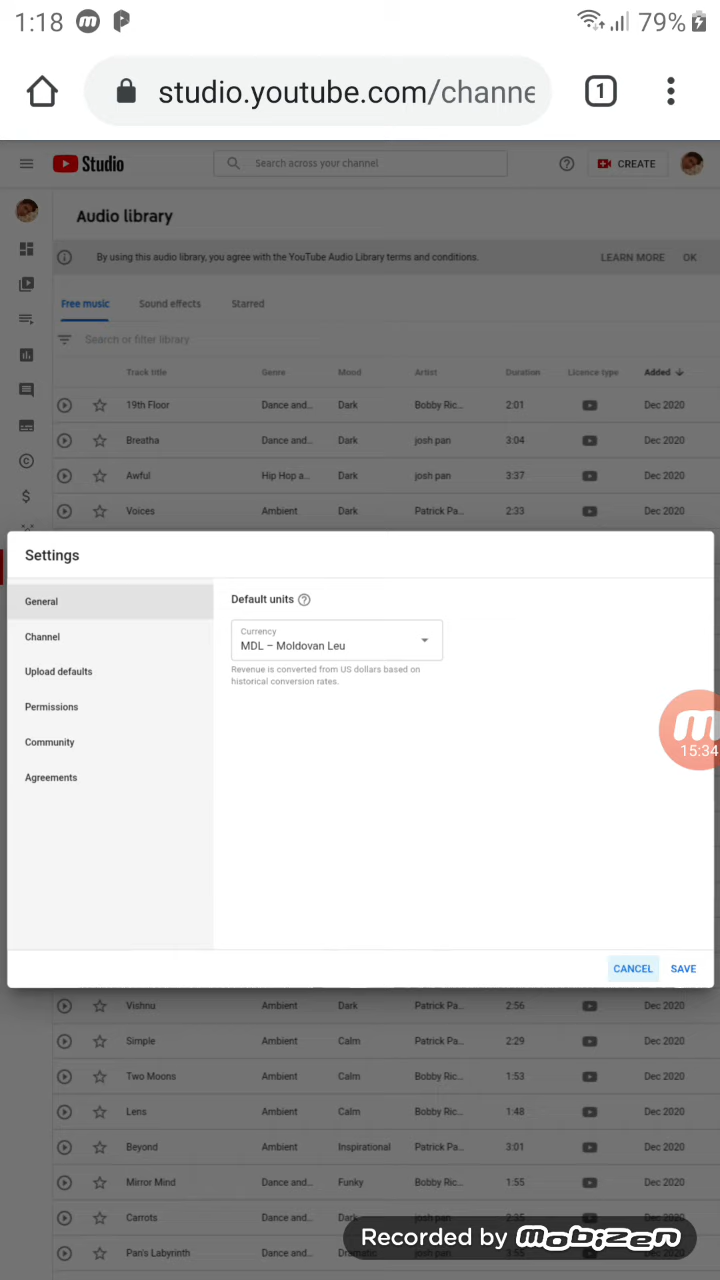 1:18 79%
studio.youtube.com/channe 1
Studio Search across your channel CREATE
Audio library
By using this audio library, you agree with the YouTube Audio Library terms and conditions. LEARN MORE OK
Free music Sound effects Starred
Search or filter library
Track title Genre Mood Artist Duration Licence type Added
19th Floor Dance and... Dark Bobby Ric... 2:01 Dec 2020
Breatha Dance and... Dark josh pan 3:04 Dec 2020
Awful Hip Hop a... Dark josh pan 3:37 Dec 2020
Voices Ambient Dark Patrick Pa... 2:33 Dec 2020
Settings
General
Channel
Upload defaults
Permissions
Community
Agreements
Default units
Currency
MDL – Moldovan Leu
Revenue is converted from US dollars based on
historical conversion rates.
15:34
CANCEL SAVE
Vishnu Ambient Dark Patrick Pa... 2:56 Dec 2020
Simple Ambient Calm Patrick Pa... 2:29 Dec 2020
Two Moons Ambient Calm Bobby Ric... 1:53 Dec 2020
Lens Ambient Calm Bobby Ric... 1:48 Dec 2020
Beyond Ambient Inspirational Patrick Pa... 3:01 Dec 2020
Mirror Mind Dance and... Funky Bobby Ric... 1:55 Dec 2020
Carrots Dance and... Dark josh pan 2:35 Dec 2020
Pan's Labyrinth Dance and... Dramatic josh pan Dec 2020
Recorded by mobizen